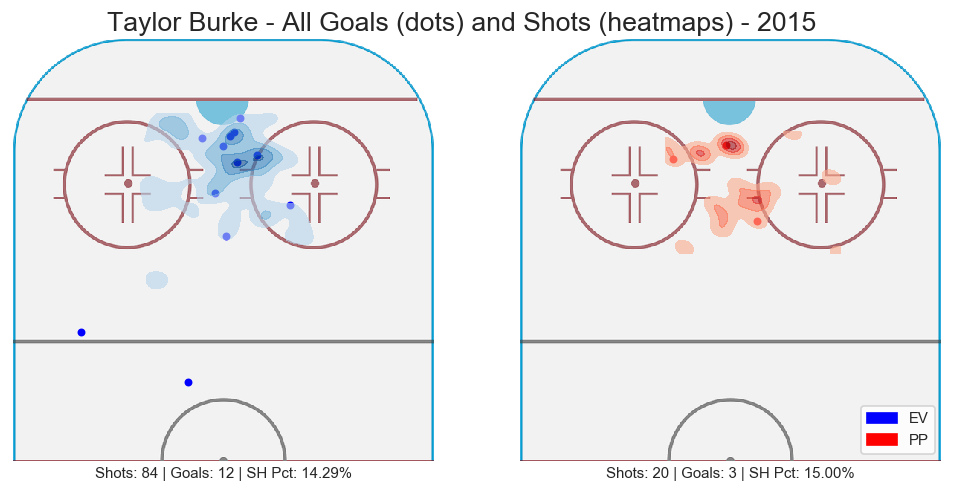 Taylor Burke - All Goals (dots) and Shots (heatmaps) - 2015
EV
PP
Shots: 84 | Goals: 12 | SH Pct: 14.29%
Shots: 20 | Goals: 3 | SH Pct: 15.00%